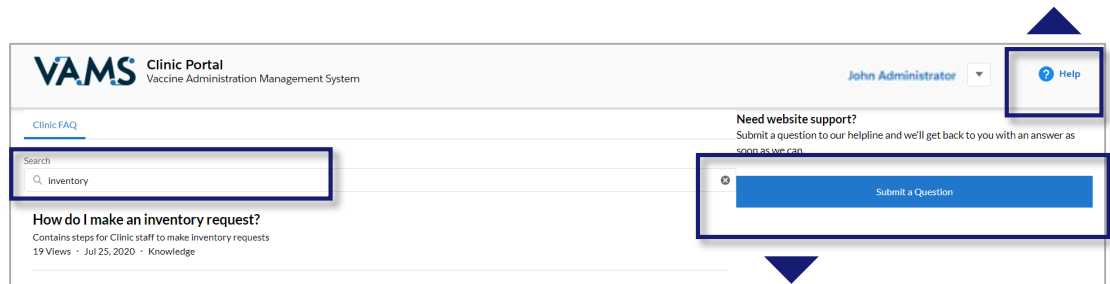 VAMS
Clinic Portal
Vaccine Administration Management System
John Administrator
? Help
Clinic FAQ
Search
inventory
How do I make an inventory request?
Contains steps for Clinic staff to make inventory requests
19 Views · Jul 25, 2020 · Knowledge
Need website support?
Submit a question to our helpline and we'll get back to you with an answer as
soon as we can.
Submit a Question